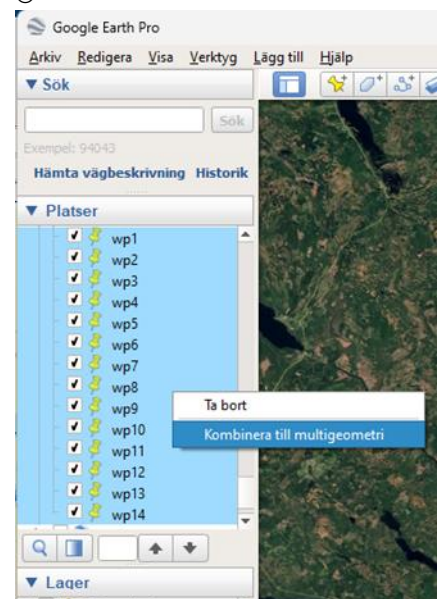 Google Earth Pro
Arkiv Redigera Visa Verktyg Lägg till Hjälp
Sök
Sök
Exempel: 94043
Hämta vägbeskrivning Historik
Platser
wp1
wp2
wp3
wp4
wp5
wp6
wp7
wp8
wp9
wp10
wp11
wp12
wp13
wp14
Ta bort
Kombinera till multigeometri
Lager